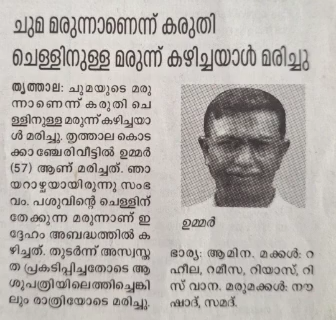 ചുമ മരുന്നാണെന്ന് കരുതി
ചെള്ളിനുള്ള മരുന്ന് കഴിച്ചയാൾ മരിച്ചു
തൃത്താല: ചുമയുടെ മരു
ന്നാണെന്ന് കരുതി ചെ
ള്ളിനുള്ള മരുന്ന് കഴിച്ചയാ
ൾ മരിച്ചു. തൃത്താല കൊട
ക്കാഞ്ചേരിവീട്ടിൽ ഉമ്മർ
(57) ആണ് മരിച്ചത്. ഞാ
യറാഴ്ചയായിരുന്നു സംഭ
വം. പശുവിന്റെ ചെള്ളിന്
തേക്കുന്ന മരുന്നാണ് ഇ
ദ്ദേഹം അബദ്ധത്തിൽ ക
ഴിച്ചത്. തുടർന്ന് അസ്വസ്ഥ
ത പ്രകടിപ്പിച്ചതോടെ ആ
ശുപത്രിയിലെത്തിച്ചെങ്കി
ലും രാത്രിയോടെ മരിച്ചു.
ഉമ്മർ
ഭാര്യ: ആമിന. മക്കൾ: റ
ഹീല, റമീസ, റിയാസ്, റി
സ് വാന. മരുമക്കൾ: നൗ
ഷാദ്, സമദ്.